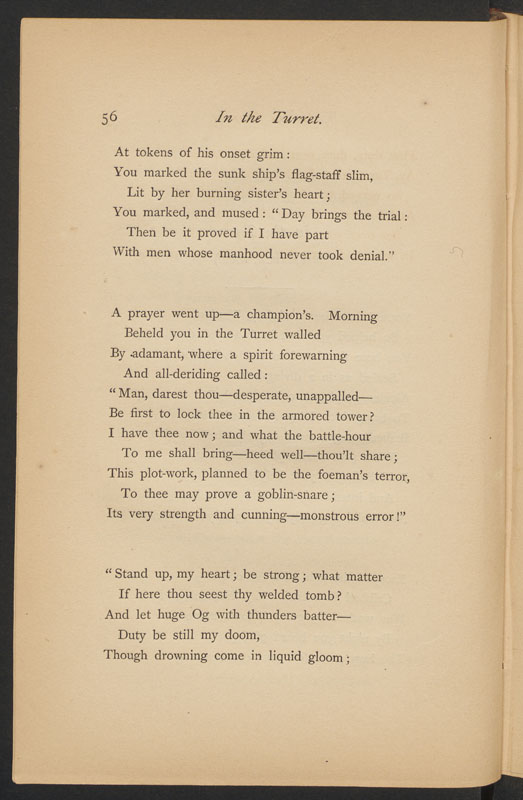 56 In the Turret.
At tokens of his onset grim :
You marked the sunk ship's flag-staff slim,
Lit by her burning sister's heart ;
You marked, and mused : “ Day brings the trial :
Then be it proved if I have part
With men whose manhood never took denial.”
A prayer went up—a champion's. Morning
Beheld you in the Turret walled
By adamant, where a spirit forewarning
And all-deriding called :
“ Man, darest thou—desperate, unappalled—
Be first to lock thee in the armored tower ?
I have thee now ; and what the battle-hour
To me shall bring—heed well—thou'lt share ;
This plot-work, planned to be the foeman's terror,
To thee may prove a goblin-snare ;
Its very strength and cunning—monstrous error !”
“ Stand up, my heart ; be strong ; what matter
If here thou seest thy welded tomb ?
And let huge Og with thunders batter—
Duty be still my doom,
Though drowning come in liquid gloom ;